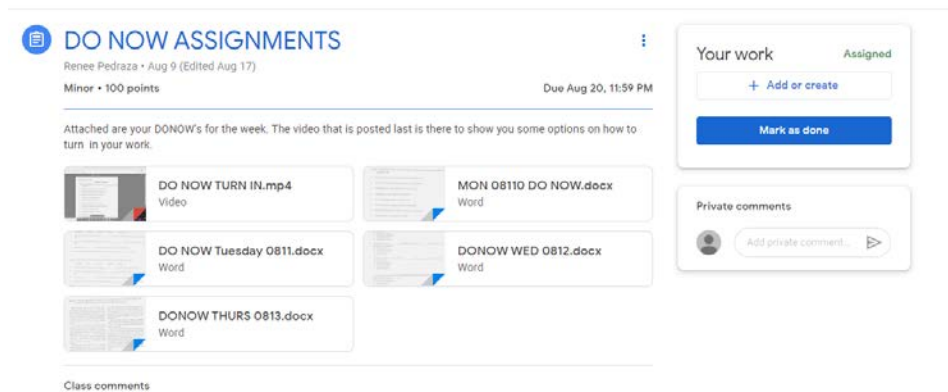 DO NOW ASSIGNMENTS
Renee Pedraza • Aug 9 (Edited Aug 17)
Minor • 100 points
Due Aug 20, 11:59 PM
Attached are your DONOW's for the week. The video that is posted last is there to show you some options on how to
turn in your work.
DO NOW TURN IN.mp4
Video
MON 08110 DO NOW.docx
Word
DO NOW Tuesday 0811.docx
Word
DONOW WED 0812.docx
Word
DONOW THURS 0813.docx
Word
Class comments
Your work
Assigned
+ Add or create
Mark as done
Private comments
Add private comment...